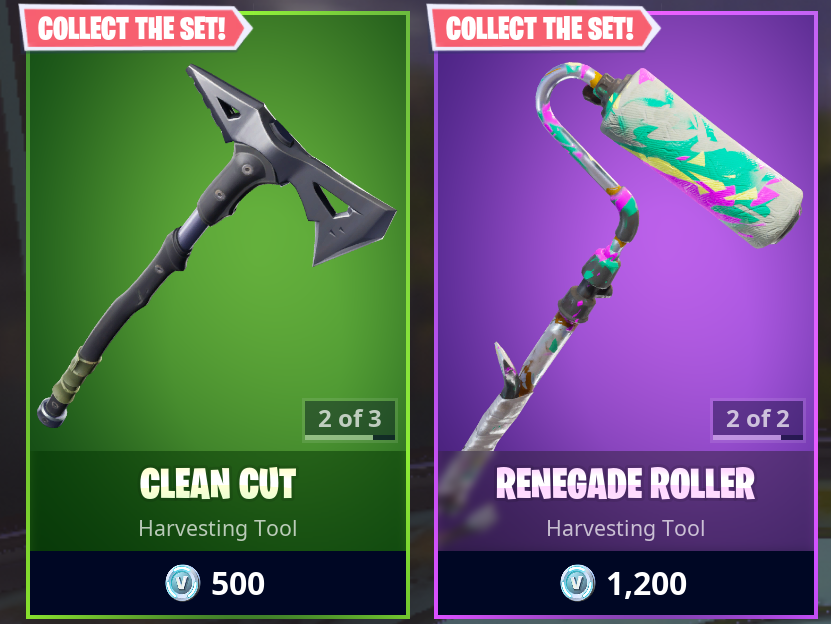 COLLECT THE SET!
2 of 3
CLEAN CUT
Harvesting Tool
V 500
COLLECT THE SET!
2 of 2
RENEGADE ROLLER
Harvesting Tool
V 1,200